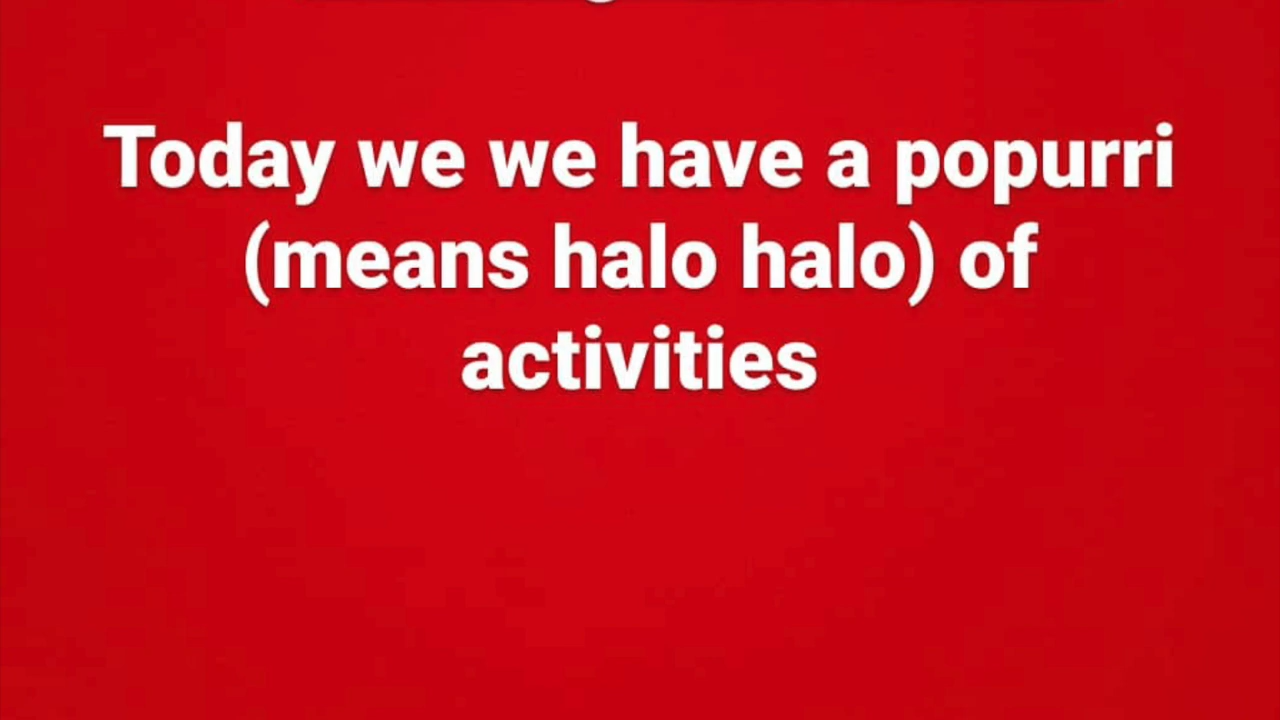 Today we we have a popurri
(means halo halo) of
activities